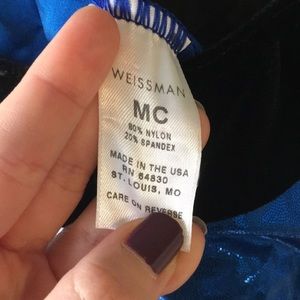 WEISSMAN
MC
80% NYLON
20% SPANDEX
MADE IN THE USA
RN 64830
ST. LOUIS, MO
CARE ON REVERSE